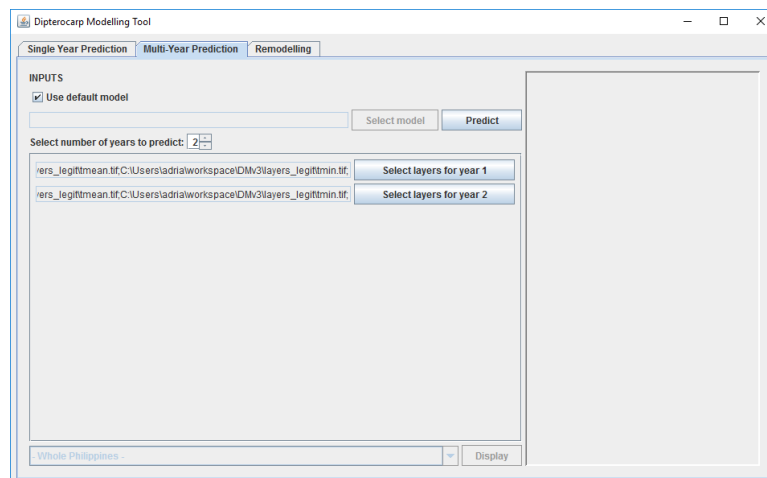 Dipterocarp Modelling Tool
Single Year Prediction Multi-Year Prediction Remodelling
INPUTS
Use default model
Select model Predict
Select number of years to predict: 2
ers_legit\tmean.tif;C:\Users\adria\workspace\DMv3\layers_legit\tmin.tif; Select layers for year 1
ers_legit\tmean.tif;C:\Users\adria\workspace\DMv3\layers_legit\tmin.tif; Select layers for year 2
- Whole Philippines - Display